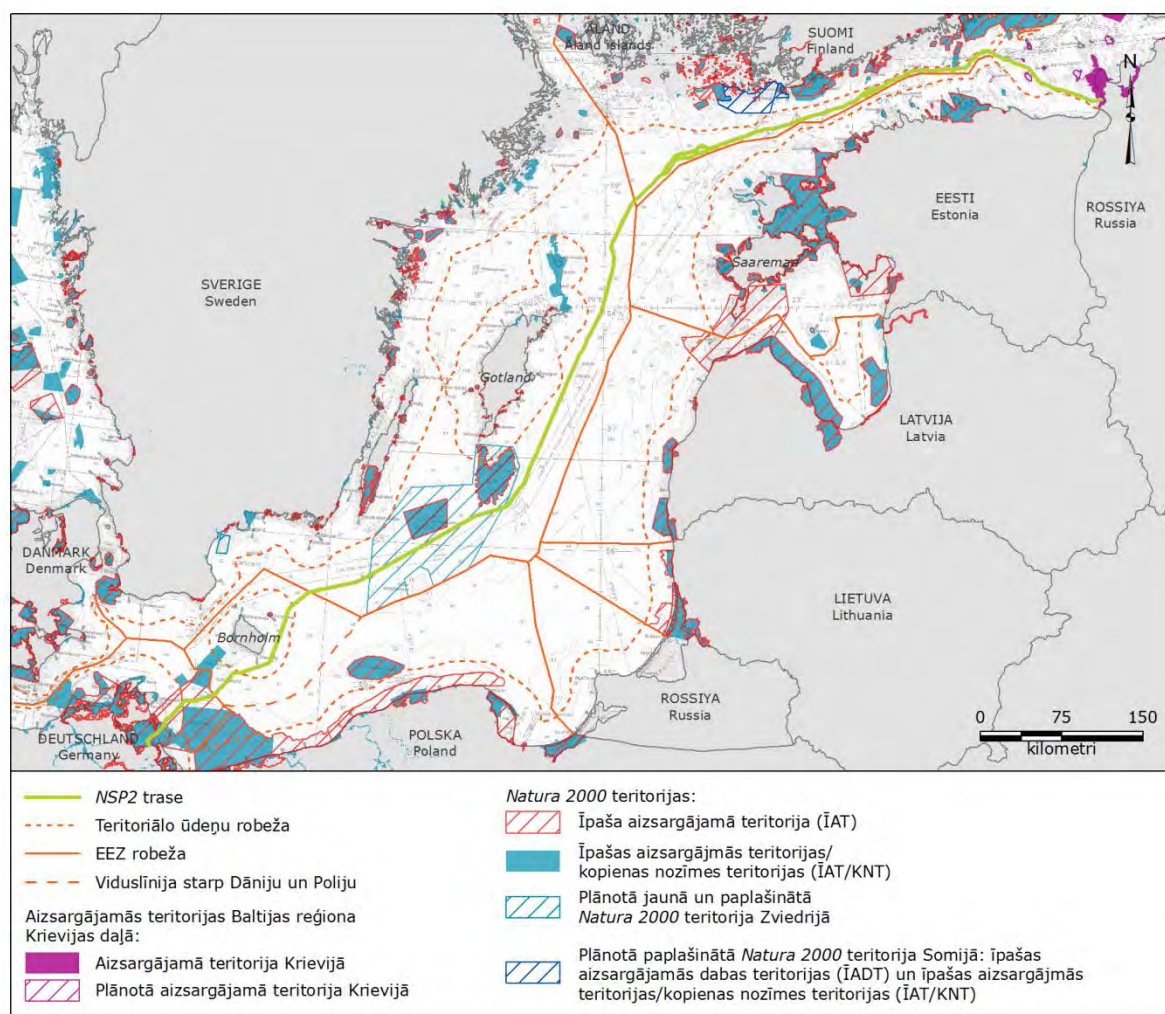 ÅLAND
Åland islands
SUOMI
Finland
N
EESTI
Estonia
ROSSIYA
Russia
SVERIGE
Sweden
Saaremaa
Gotland
LATVIJA
Latvia
DANMARK
Denmark
LIETUVA
Lithuania
Bornholm
ROSSIYA
Russia
POLSKA
Poland
DEUTSCHLAND
Germany
0 75 150
kilometri
NSP2 trase
Teritoriālo ūdeņu robeža
EEZ robeža
Viduslīnija starp Dāniju un Poliju
Aizsargājamās teritorijas Baltijas reģiona
Krievijas daļā:
Aizsargājamā teritorija Krievijā
Plānotā aizsargājamā teritorija Krievijā
Natura 2000 teritorijas:
Īpaša aizsargājamā teritorija (ĪAT)
Īpašas aizsargājmās teritorijas/
kopienas nozīmes teritorijas (ĪAT/KNT)
Plānotā jaunā un paplašinātā
Natura 2000 teritorija Zviedrijā
Plānotā paplašinātā Natura 2000 teritorija Somijā: īpašas
aizsargājamās dabas teritorijas (ĪADT) un īpašas aizsargājmās
teritorijas/kopienas nozīmes teritorijas (ĪAT/KNT)